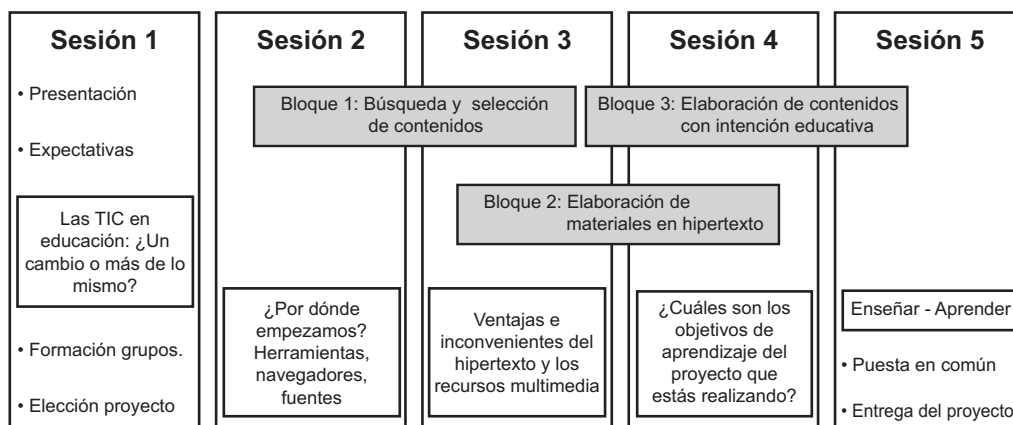 Sesión 1
• Presentación
• Expectativas
Las TIC en
educación: ¿Un
cambio o más de lo
mismo?
• Formación grupos.
• Elección proyecto
Sesión 2
Sesión 3
Sesión 4
Sesión 5
Bloque 1: Búsqueda y selección
de contenidos
Bloque 3: Elaboración de contenidos
con intención educativa
Bloque 2: Elaboración de
materiales en hipertexto
¿Por dónde
empezamos?
Herramientas,
navegadores,
fuentes
Ventajas e
inconvenientes del
hipertexto y los
recursos multimedia
¿Cuáles son los
objetivos de
aprendizaje del
proyecto que
estás realizando?
Enseñar - Aprender
• Puesta en común
• Entrega del proyecto